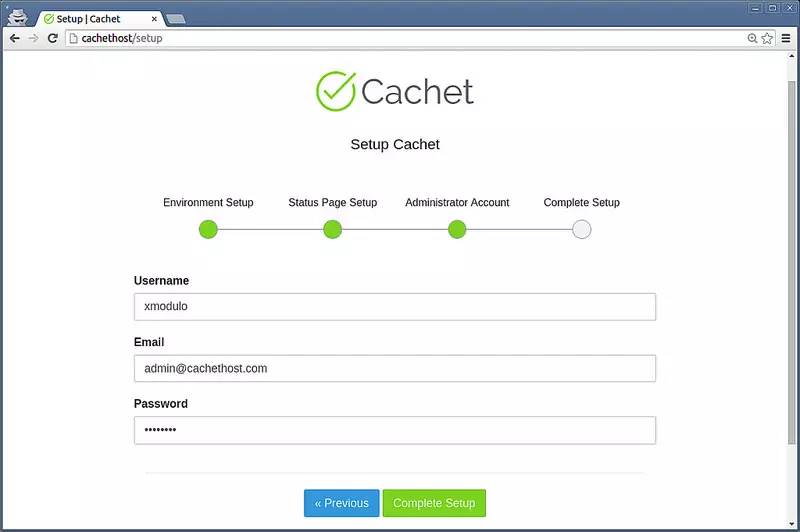 Setup | Cachet
cachethost/setup
Cachet
Setup Cachet
Environment Setup Status Page Setup Administrator Account Complete Setup
Username
xmodulo
Email
admin@cachethost.com
Password
••••••••
« Previous Complete Setup